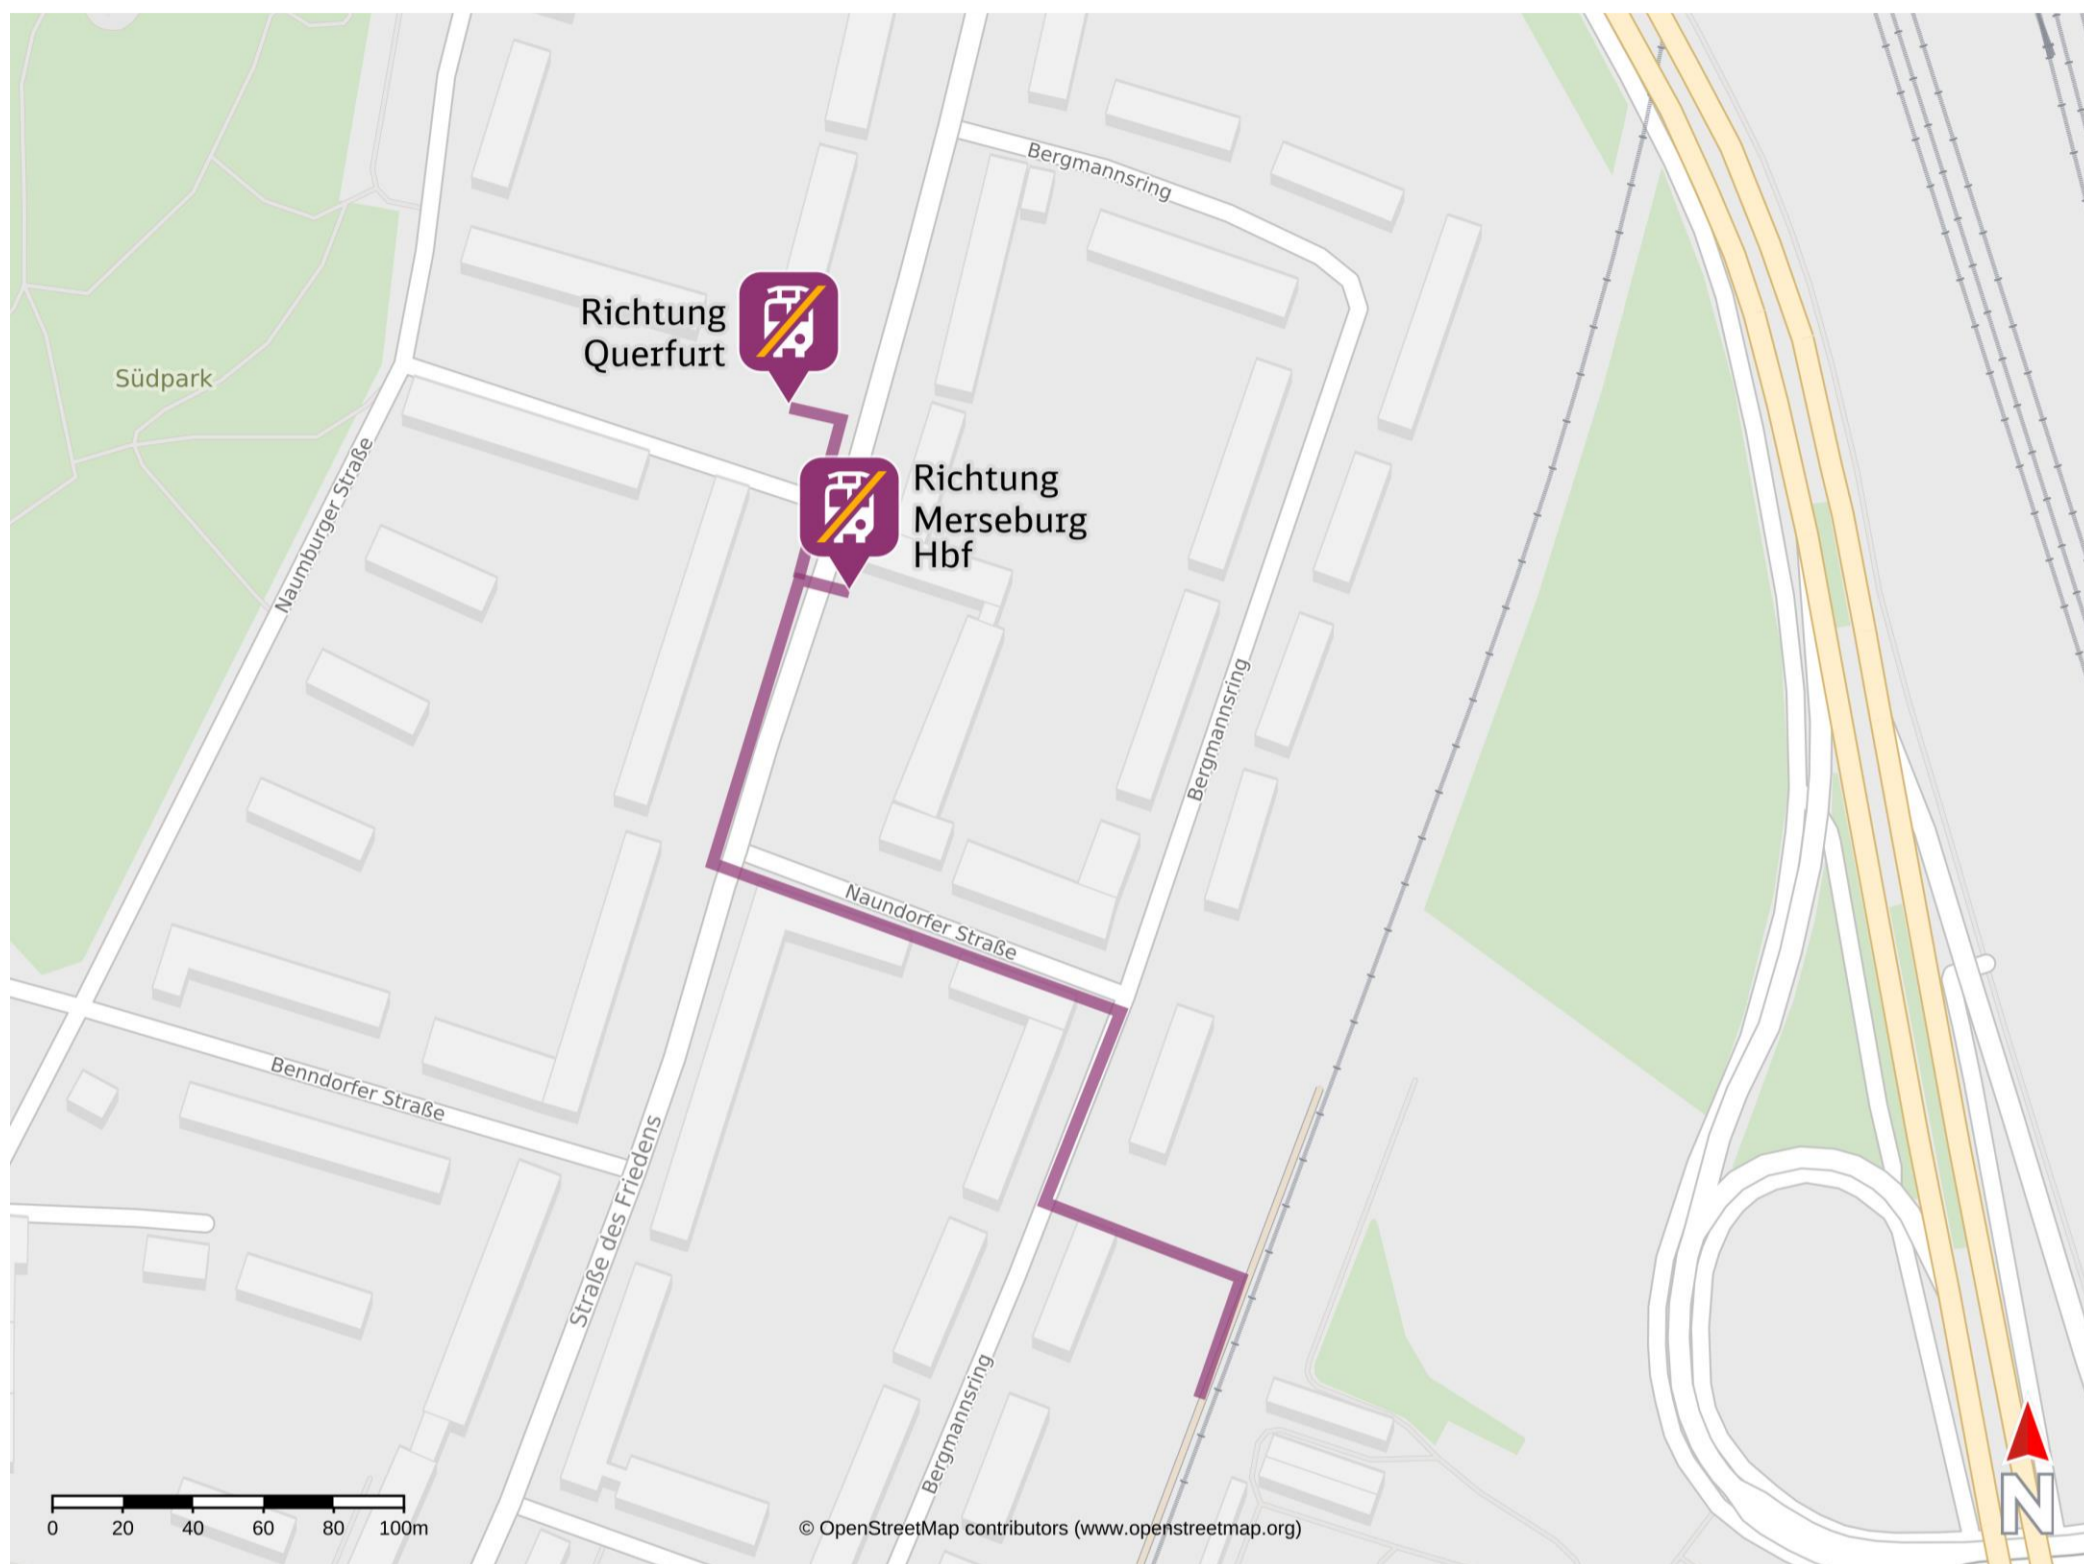 Bergmannsring
Richtung
Querfurt
Südpark
Richtung
Merseburg
Hbf
Naumburger Straße
Bergmannsring
Naundorfer Straße
Benndorfer Straße
Straße des Friedens
Bergmannsring
0 20 40 60 80 100m
© OpenStreetMap contributors (www.openstreetmap.org)
N